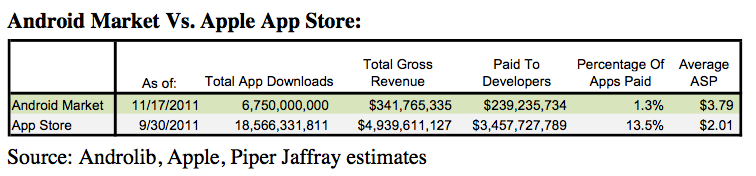 Android Market Vs. Apple App Store:
Total Gross Paid To Percentage Of Average
As of: Total App Downloads Revenue Developers Apps Paid ASP
Android Market 11/17/2011 6,750,000,000 $341,765,335 $239,235,734 1.3% $3.79
App Store 9/30/2011 18,566,331,811 $4,939,611,127 $3,457,727,789 13.5% $2.01
Source: Androlib, Apple, Piper Jaffray estimates